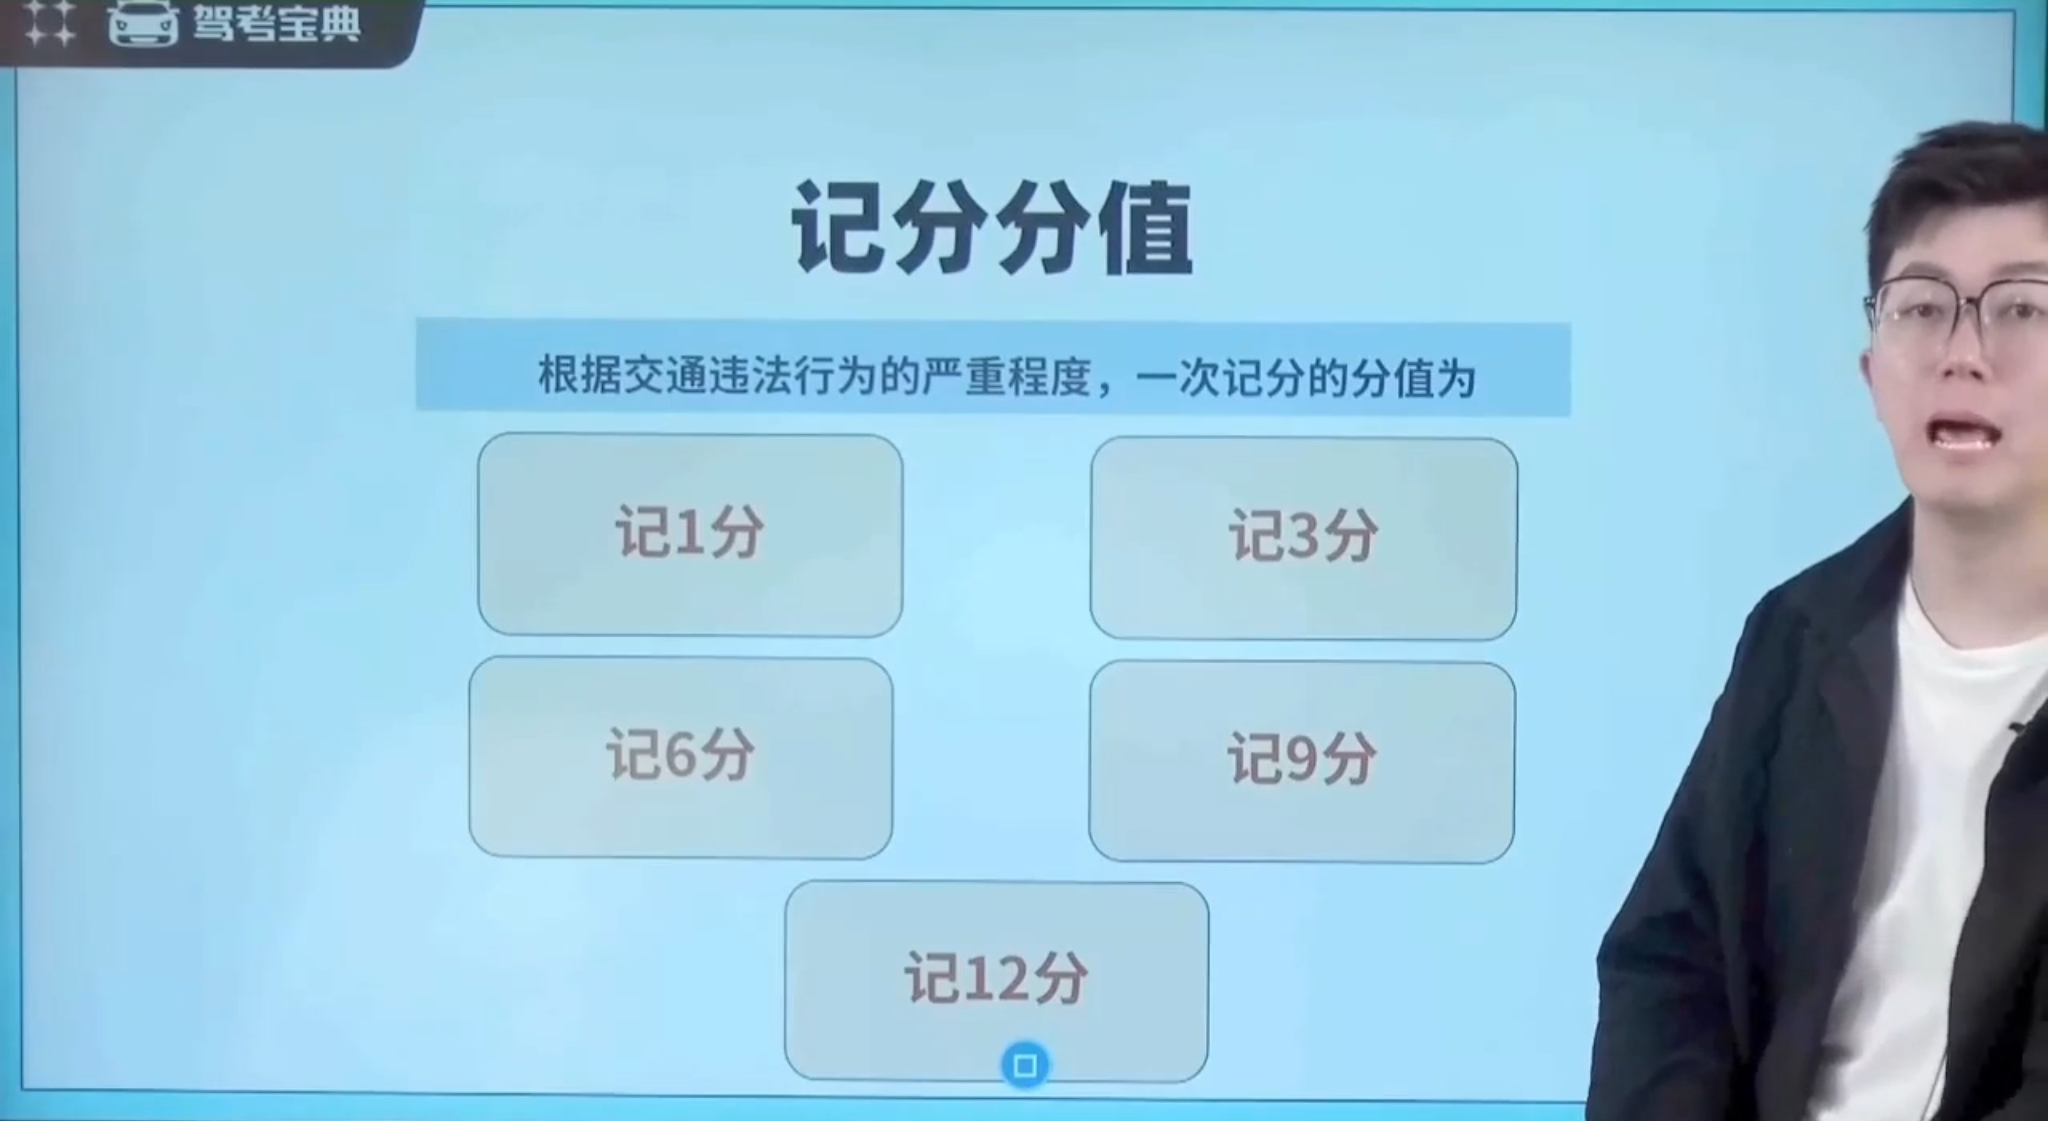 驾考宝典
记分分值
根据交通违法行为的严重程度，一次记分的分值为
记1分
记3分
记6分
记9分
记12分